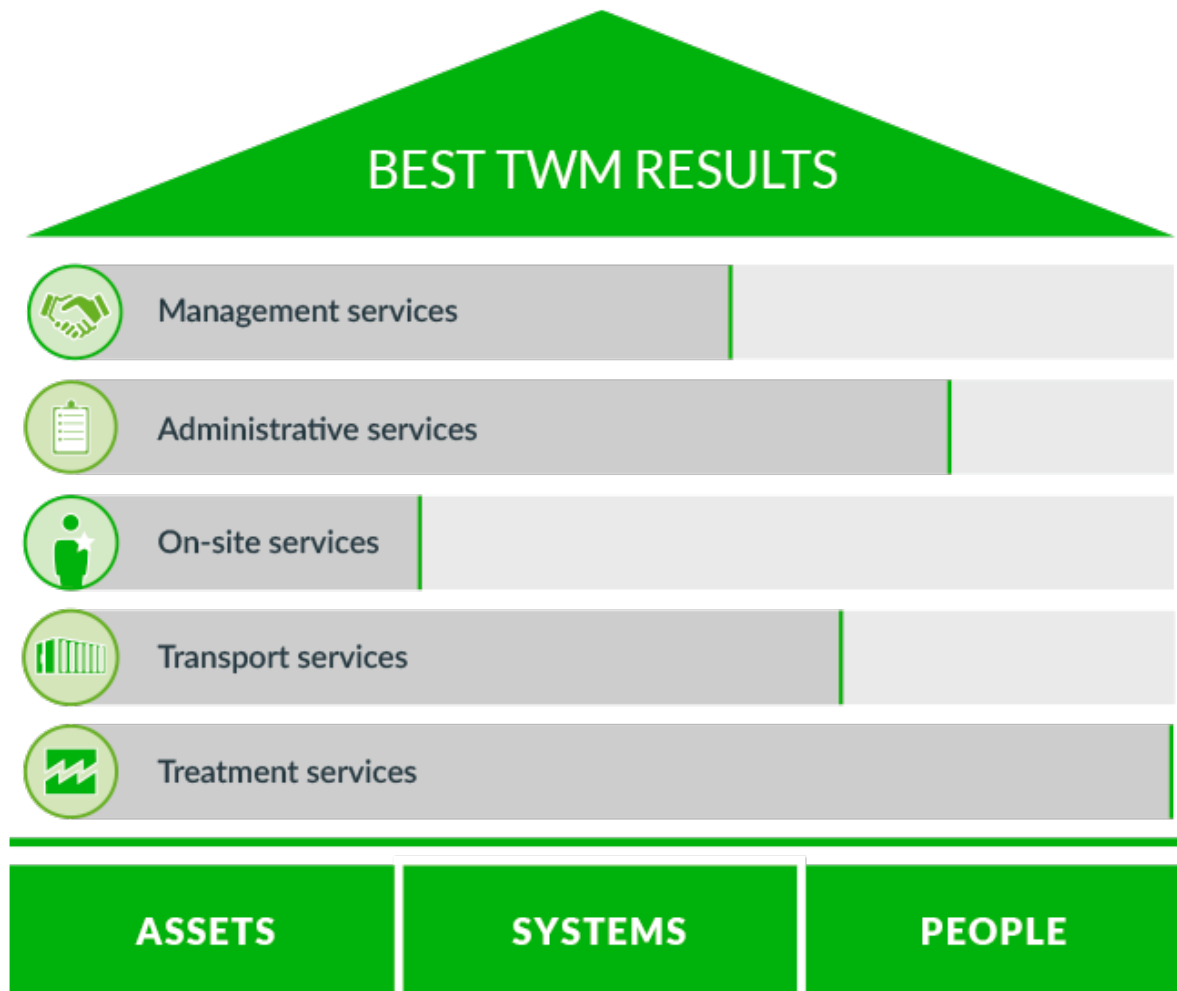 BEST TWM RESULTS
Management services
Administrative services
On-site services
Transport services
Treatment services
ASSETS
SYSTEMS
PEOPLE